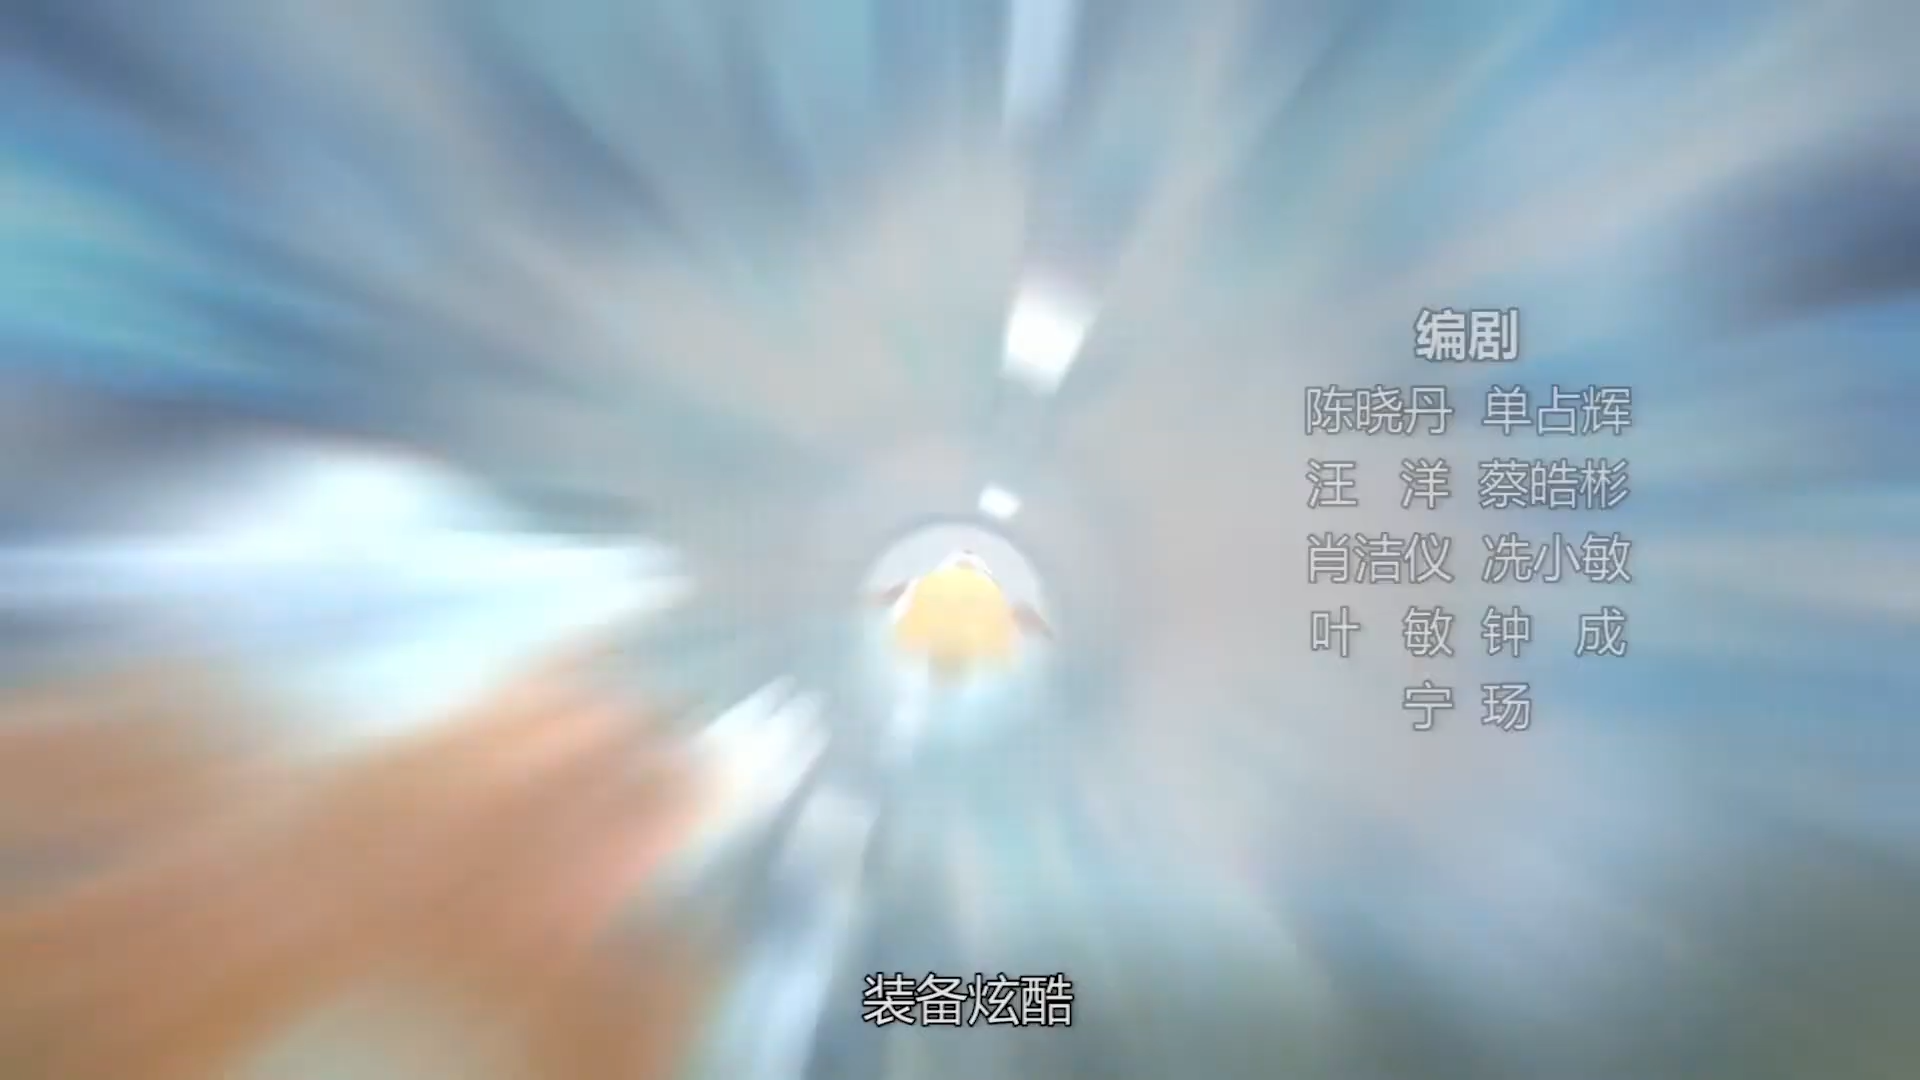 编剧
陈晓丹 单占辉
汪 洋 蔡皓彬
肖洁仪 冼小敏
叶 敏 钟 成
宁 玚
装备炫酷